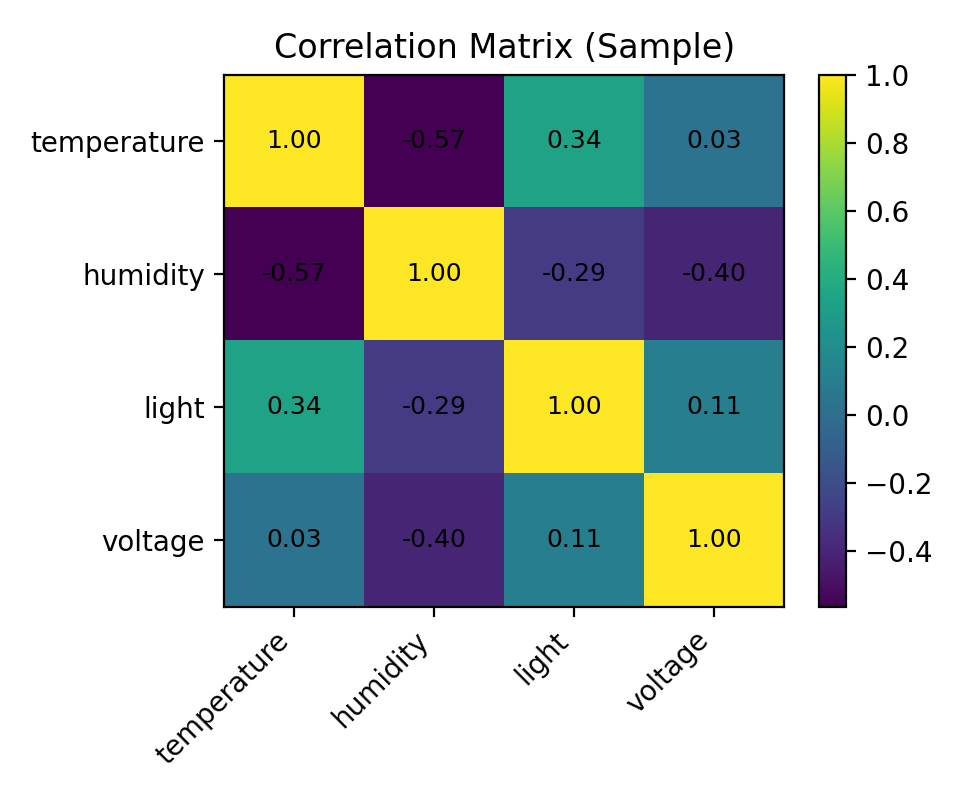 Correlation Matrix (Sample)
temperature 1.00 -0.57 0.34 0.03
humidity -0.57 1.00 -0.29 -0.40
light 0.34 -0.29 1.00 0.11
voltage 0.03 -0.40 0.11 1.00
temperature humidity light voltage
1.0
0.8
0.6
0.4
0.2
0.0
−0.2
−0.4